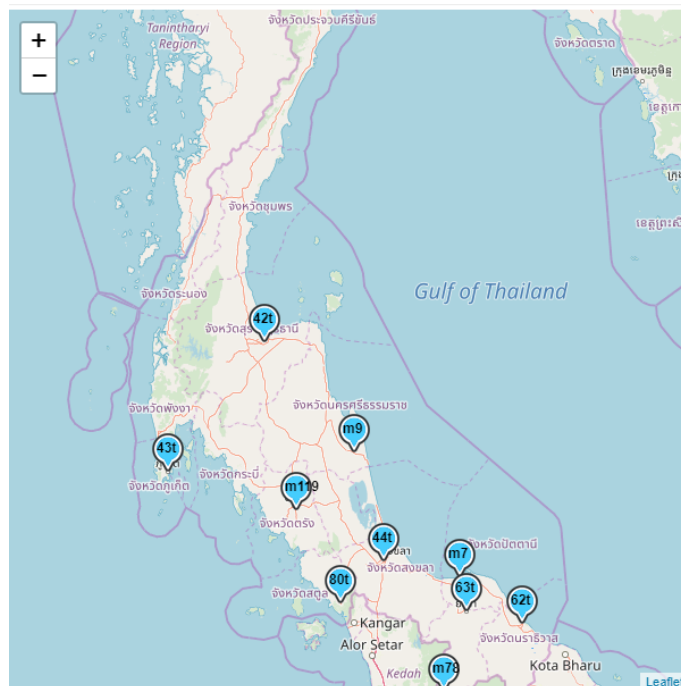 +
−
จังหวัดประจวบคีรีขันธ์
Tanintharyi
Region
จังหวัดตราด
ក្រុងខេមរភូមិន្ទ
จังหวัดชุมพร
จังหวัดระนอง
Gulf of Thailand
42t
จังหวัดพังงา
จังหวัดนครศรีธรรมราช
m9
43t
จังหวัดกระบี่
จังหวัดภูเก็ต
m119
จังหวัดตรัง
44t
จังหวัดสงขลา
m7
จังหวัดปัตตานี
80t
จังหวัดสตูล
63t
62t
จังหวัดนราธิวาส
Kangar
Alor Setar
Kota Bharu
m78
Kedah
Leaflet